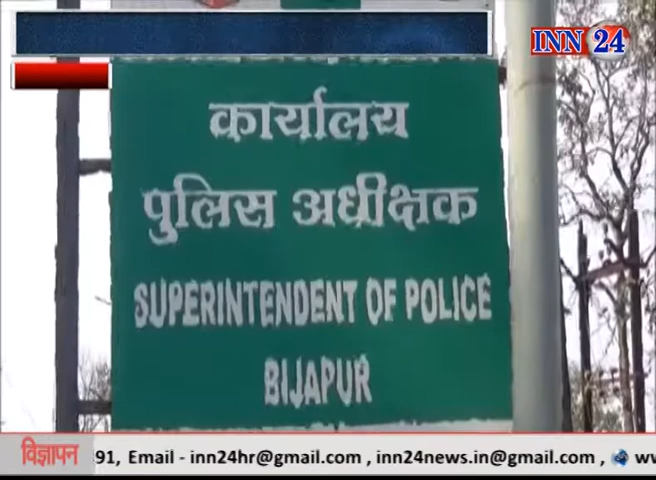 INN 24
कार्यालय
पुलिस अधीक्षक
SUPERINTENDENT OF POLICE
BIJAPUR
विज्ञापन
91, Email - inn24hr@gmail.com , inn24news.in@gmail.com ,